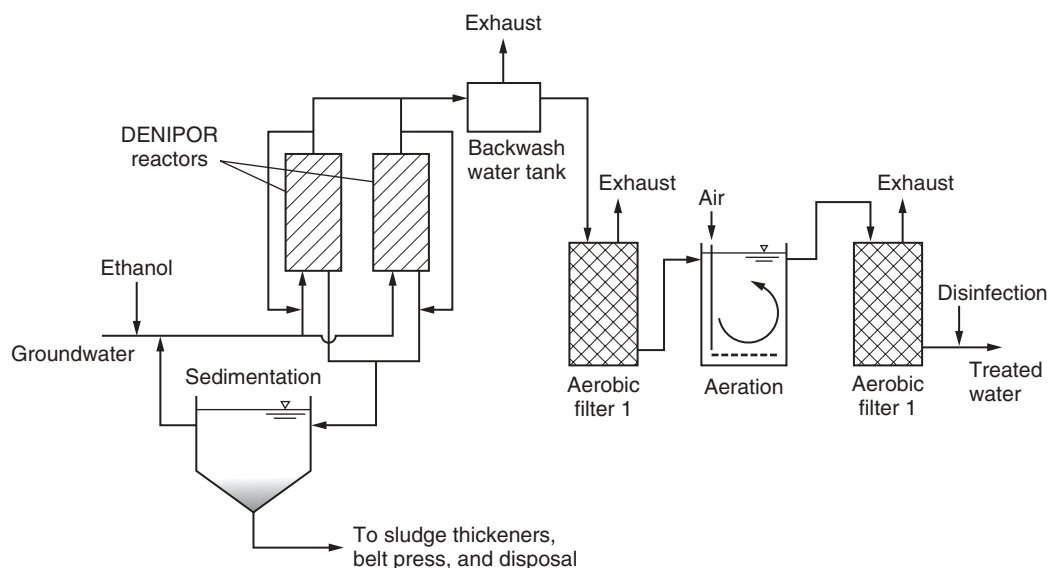 Exhaust
DENIPOR
reactors
Backwash
water tank
Exhaust
Air
Exhaust
Ethanol
Disinfection
Groundwater
Treated
water
Sedimentation
Aerobic
filter 1
Aeration
Aerobic
filter 1
To sludge thickeners,
belt press, and disposal